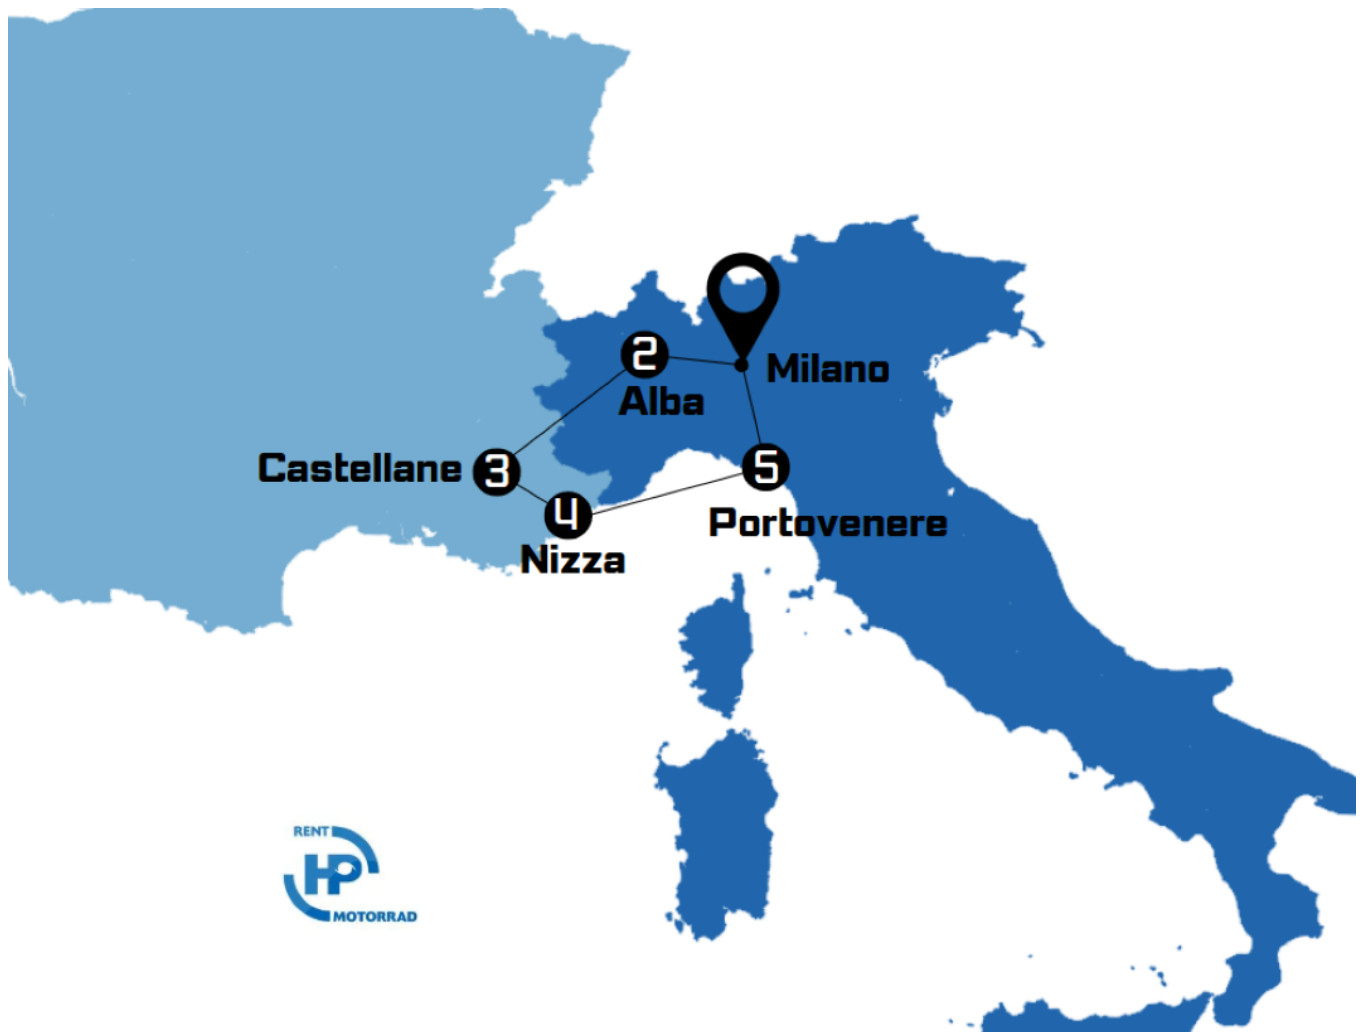 2
Milano
Alba
Castellane
3
5
4
Portovenere
Nizza
RENT
HP
MOTORRAD